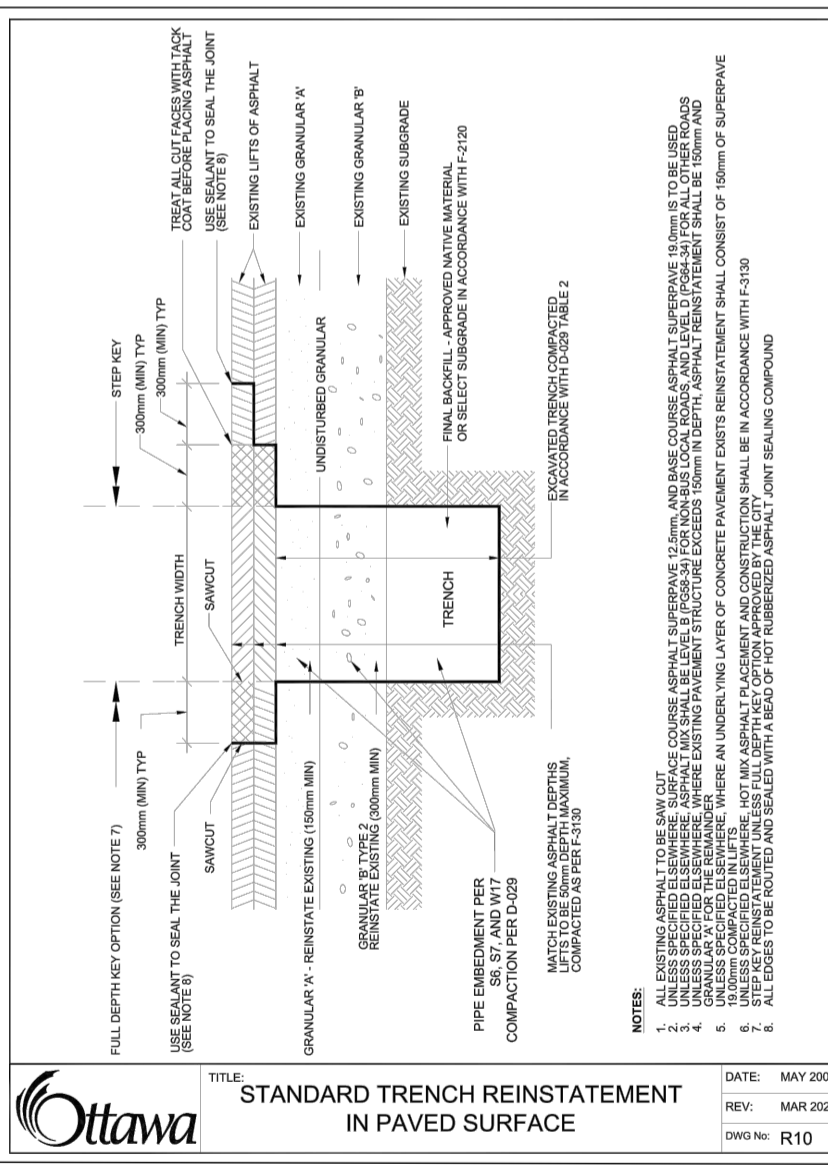 FULL DEPTH KEY OPTION (SEE NOTE 7)
300mm (MIN) TYP
USE SEALANT TO SEAL THE JOINT
(SEE NOTE 8)
SAWCUT
TRENCH WIDTH
SAWCUT
STEP KEY
300mm (MIN) TYP
300mm (MIN) TYP
TREAT ALL CUT FACES WITH TACK
COAT BEFORE PLACING ASPHALT
USE SEALANT TO SEAL THE JOINT
(SEE NOTE 8)
EXISTING LIFTS OF ASPHALT
EXISTING GRANULAR 'A'
EXISTING GRANULAR 'B'
EXISTING SUBGRADE
GRANULAR 'A' - REINSTATE EXISTING (150mm MIN)
GRANULAR 'B' TYPE 2
REINSTATE EXISTING (300mm MIN)
UNDISTURBED GRANULAR
TRENCH
FINAL BACKFILL - APPROVED NATIVE MATERIAL
OR SELECT SUBGRADE IN ACCORDANCE WITH F-2120
PIPE EMBEDMENT PER
S6, S7, AND W17
COMPACTION PER D-029
MATCH EXISTING ASPHALT DEPTHS
LIFTS TO BE 50mm DEPTH MAXIMUM,
COMPACTED AS PER F-3130
EXCAVATED TRENCH COMPACTED
IN ACCORDANCE WITH D-029 TABLE 2
NOTES:
1. ALL EXISTING ASPHALT TO BE SAW CUT
2. UNLESS SPECIFIED ELSEWHERE, SURFACE COURSE ASPHALT SUPERPAVE 12.5mm, AND BASE COURSE ASPHALT SUPERPAVE 19.0mm IS TO BE USED
3. UNLESS SPECIFIED ELSEWHERE, ASPHALT MIX SHALL BE LEVEL B (PG58-34) FOR NON-BUS LOCAL ROADS, AND LEVEL D (PG64-34) FOR ALL OTHER ROADS
4. UNLESS SPECIFIED ELSEWHERE, WHERE EXISTING PAVEMENT STRUCTURE EXCEEDS 150mm IN DEPTH, ASPHALT REINSTATEMENT SHALL BE 150mm AND
GRANULAR 'A' FOR THE REMAINDER
5. UNLESS SPECIFIED ELSEWHERE, WHERE AN UNDERLYING LAYER OF CONCRETE PAVEMENT EXISTS REINSTATEMENT SHALL CONSIST OF 150mm OF SUPERPAVE
19.00mm COMPACTED IN LIFTS
6. UNLESS SPECIFIED ELSEWHERE, HOT MIX ASPHALT PLACEMENT AND CONSTRUCTION SHALL BE IN ACCORDANCE WITH F-3130
7. STEP KEY REINSTATEMENT UNLESS FULL DEPTH KEY OPTION APPROVED BY THE CITY
8. ALL EDGES TO BE ROUTED AND SEALED WITH A BEAD OF HOT RUBBERIZED ASPHALT JOINT SEALING COMPOUND
Ottawa
TITLE:
STANDARD TRENCH REINSTATEMENT
IN PAVED SURFACE
DATE: MAY 200
REV: MAR 202
DWG No: R10